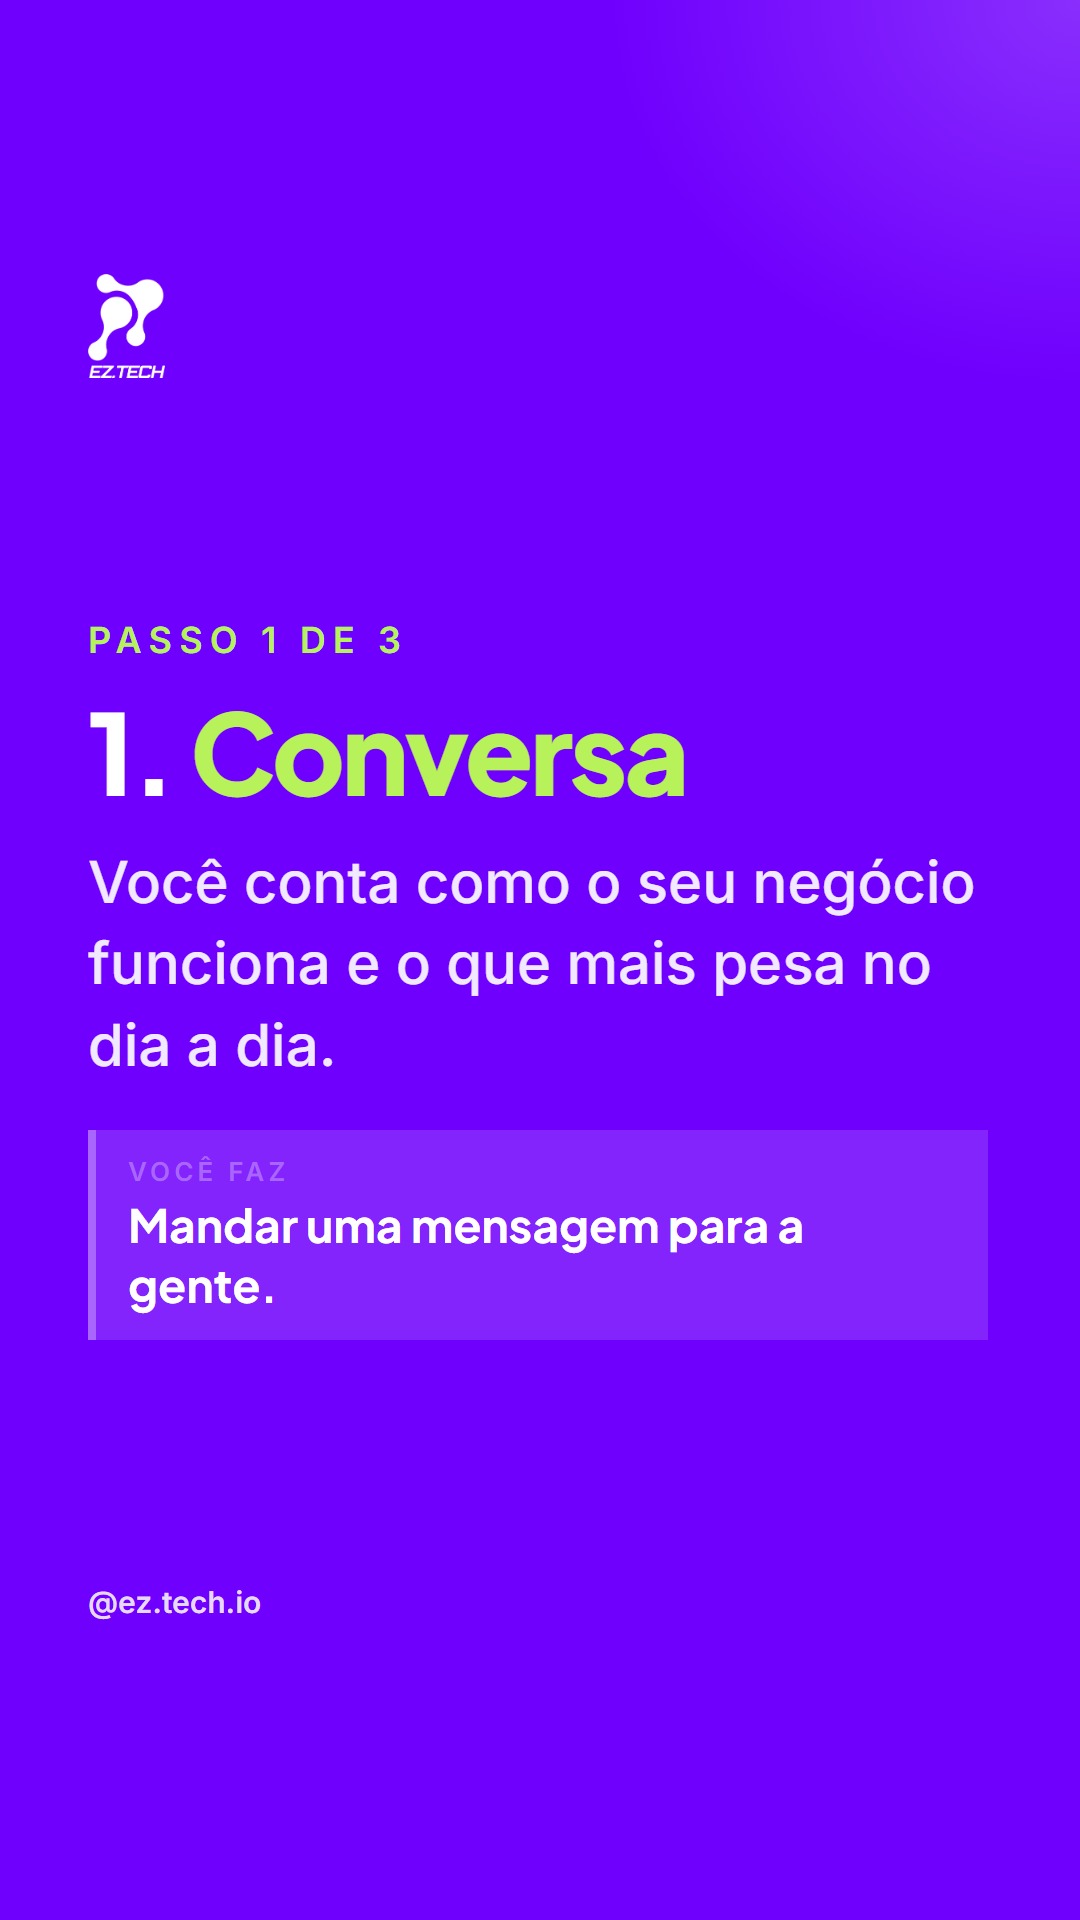 EZ.TECH
PASSO 1 DE 3
1. Conversa
Você conta como o seu negócio
funciona e o que mais pesa no
dia a dia.
VOCÊ FAZ
Mandar uma mensagem para a
gente.
@ez.tech.io